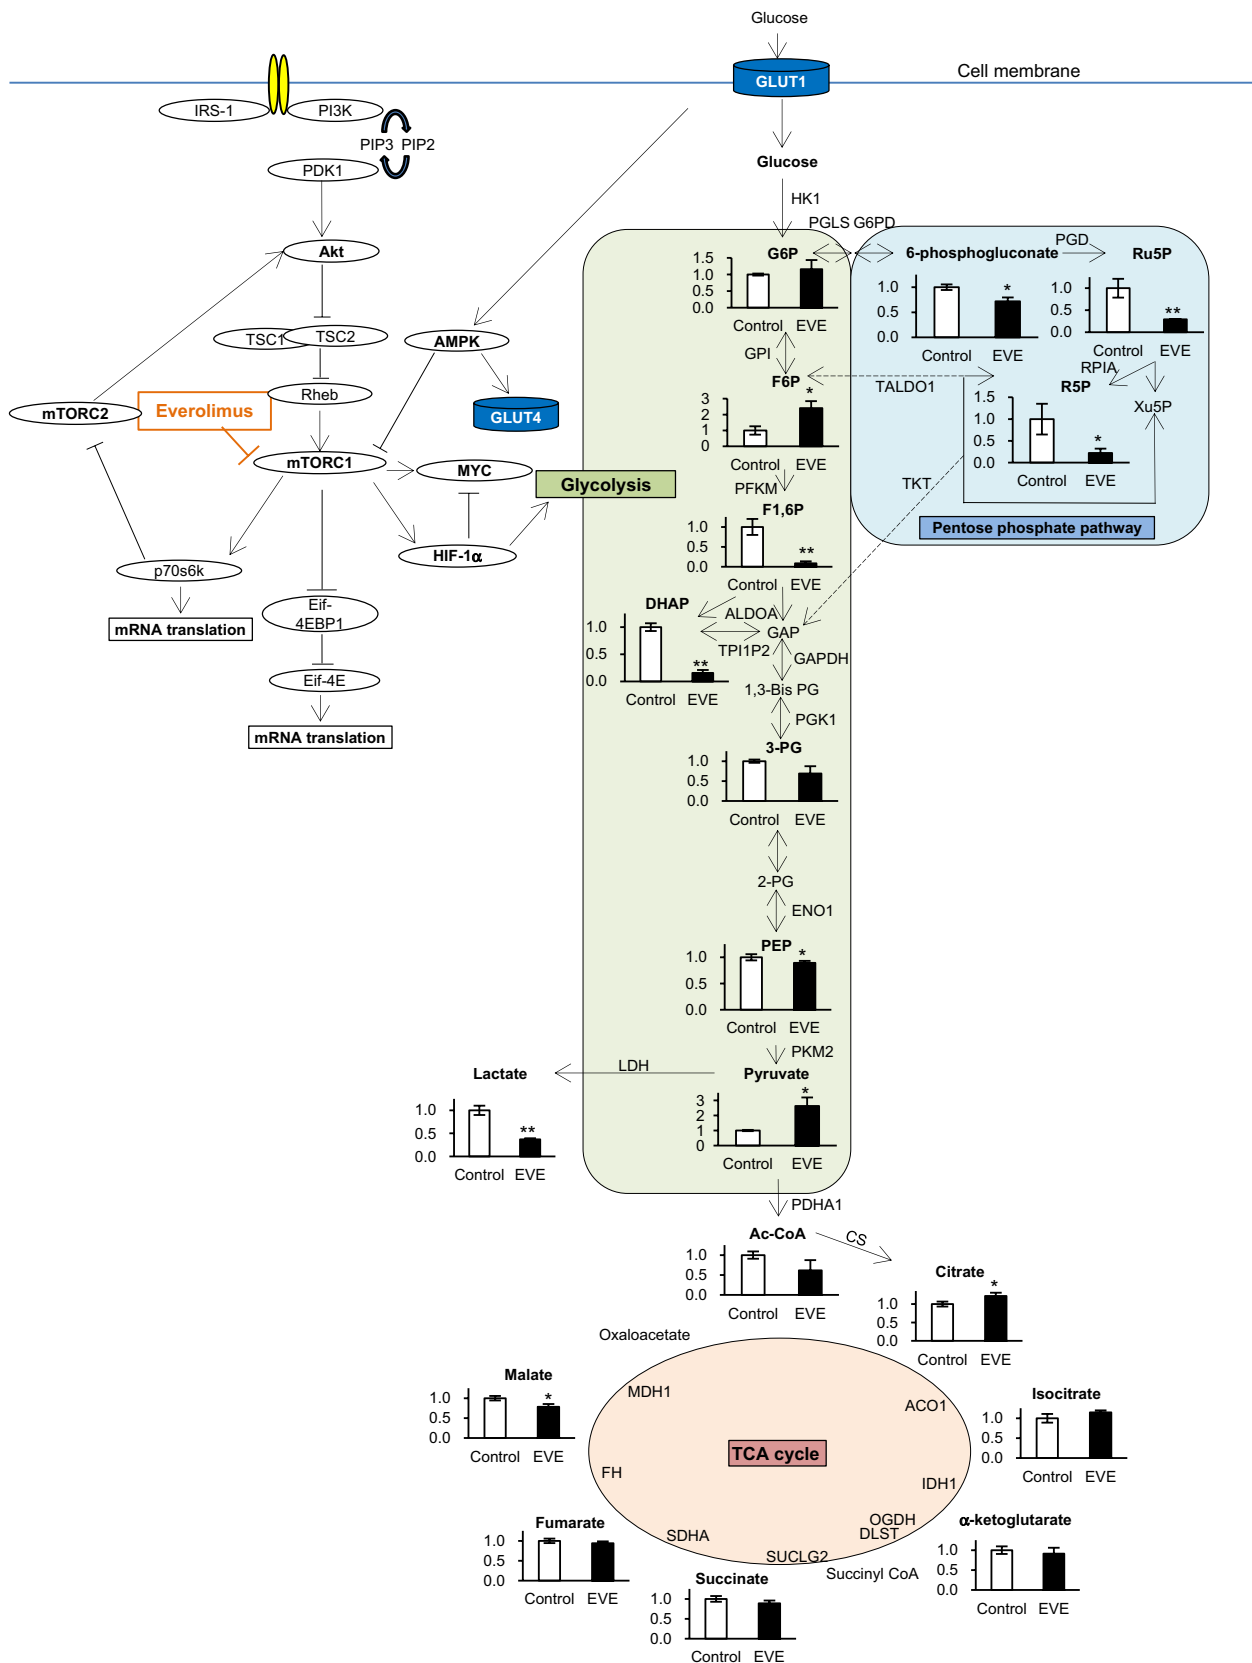 Glucose
Cell membrane
GLUT1
IRS-1
PI3K
PIP3 PIP2
PDK1
Glucose
HK1
PGLS G6PD
Akt
G6P
1.5
1.0
0.5
0.0
Control EVE
6-phosphogluconate
PGD
Ru5P
1.0
0.5
0.0
*
Control EVE
1.0
0.5
0.0
**
Control EVE
TSC1
TSC2
AMPK
GPI
RPIA
Rheb
F6P
TALDO1
R5P
Xu5P
mTORC2
Everolimus
GLUT4
3
2
1
0
*
Control EVE
1.5
1.0
0.5
0.0
*
Control EVE
mTORC1
MYC
Glycolysis
PFKM
TKT
F1,6P
1.0
0.5
0.0
**
Control EVE
Pentose phosphate pathway
HIF-1α
p70s6k
mRNA translation
Eif-
4EBP1
DHAP
ALDOA
GAP
1.0
0.5
0.0
**
Control EVE
TPI1P2
GAPDH
Eif-4E
1,3-Bis PG
PGK1
mRNA translation
3-PG
1.0
0.5
0.0
Control EVE
2-PG
ENO1
PEP
1.0
0.5
0.0
*
Control EVE
PKM2
Lactate
LDH
Pyruvate
1.0
0.5
0.0
**
Control EVE
3
2
1
0
*
Control EVE
PDHA1
Ac-CoA
CS
1.0
0.5
0.0
Control EVE
Citrate
1.0
0.5
0.0
*
Control EVE
Oxaloacetate
Malate
1.0
0.5
0.0
*
Control EVE
MDH1
ACO1
Isocitrate
1.0
0.5
0.0
Control EVE
TCA cycle
FH
IDH1
Fumarate
1.0
0.5
0.0
Control EVE
SDHA
OGDH
DLST
SUCLG2
α-ketoglutarate
1.0
0.5
0.0
Control EVE
Succinyl CoA
Succinate
1.0
0.5
0.0
Control EVE